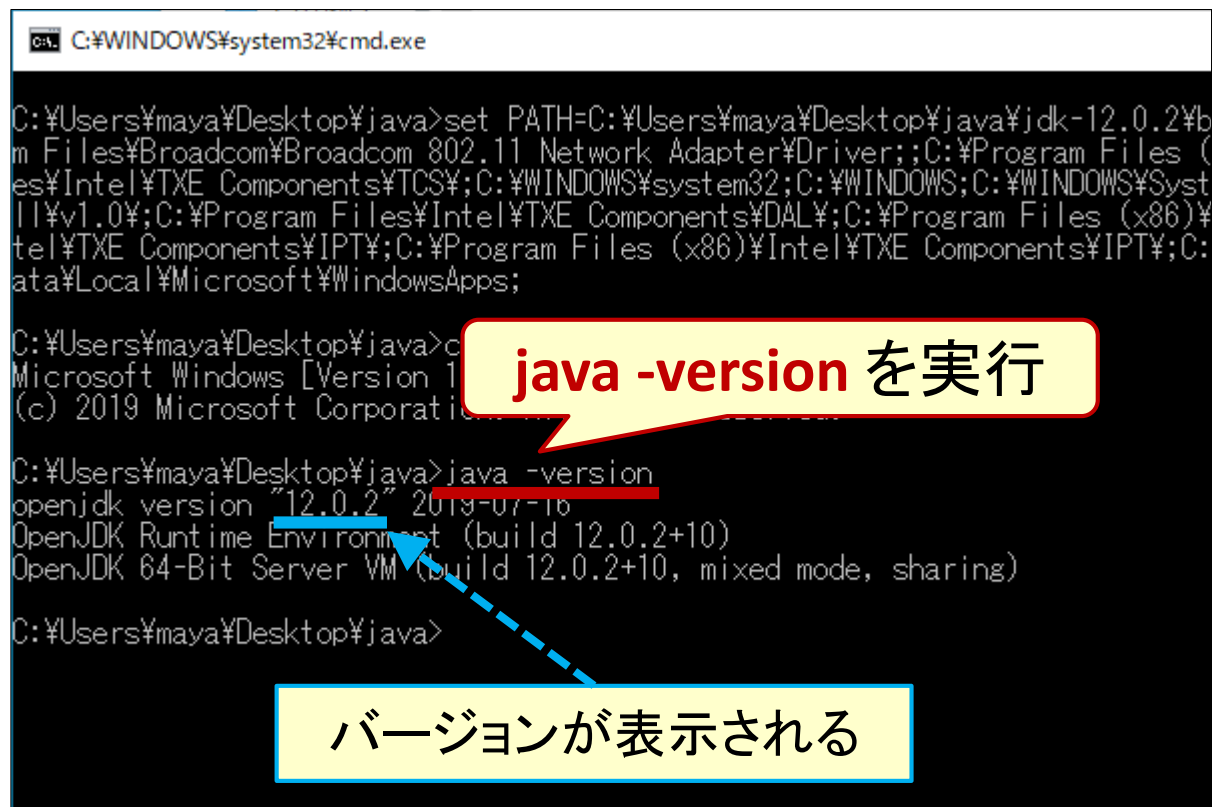 C:¥WINDOWS¥system32¥cmd.exe
C:¥Users¥maya¥Desktop¥java>set PATH=C:¥Users¥maya¥Desktop¥java¥jdk-12.0.2¥b
m Files¥Broadcom¥Broadcom 802.11 Network Adapter¥Driver;;C:¥Program Files (
es¥Intel¥TXE Components¥TCS¥;C:¥WINDOWS¥system32;C:¥WINDOWS;C:¥WINDOWS¥Syst
ll¥v1.0¥;C:¥Program Files¥Intel¥TXE Components¥DAL¥;C:¥Program Files (x86)¥
tel¥TXE Components¥IPT¥;C:¥Program Files (x86)¥Intel¥TXE Components¥IPT¥;C:
ata¥Local¥Microsoft¥WindowsApps;
C:¥Users¥maya¥Desktop¥java>c
java -version を実行
Microsoft Windows [Version 1
(c) 2019 Microsoft Corporati
C:¥Users¥maya¥Desktop¥java>java -version
openjdk version "12.0.2" 2019-07-16
OpenJDK Runtime Environment (build 12.0.2+10)
OpenJDK 64-Bit Server VM (build 12.0.2+10, mixed mode, sharing)
C:¥Users¥maya¥Desktop¥java>
バージョンが表示される